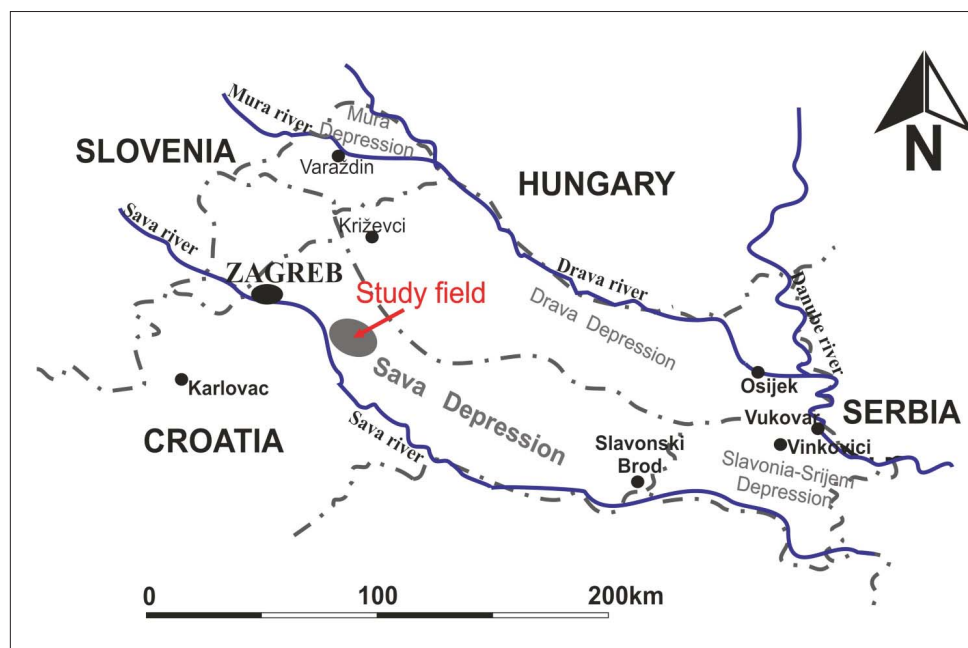 Mura river
Mura
Depression
SLOVENIA
Varaždin
N
HUNGARY
Križevci
Sava river
ZAGREB
Study field
Drava river
Drava Depression
Danube river
Karlovac
Sava Depression
Osijek
CROATIA
Sava river
Vukovar
SERBIA
Slavonski
Brod
Vinkovici
Slavonia-Srijem
Depression
0 100 200km